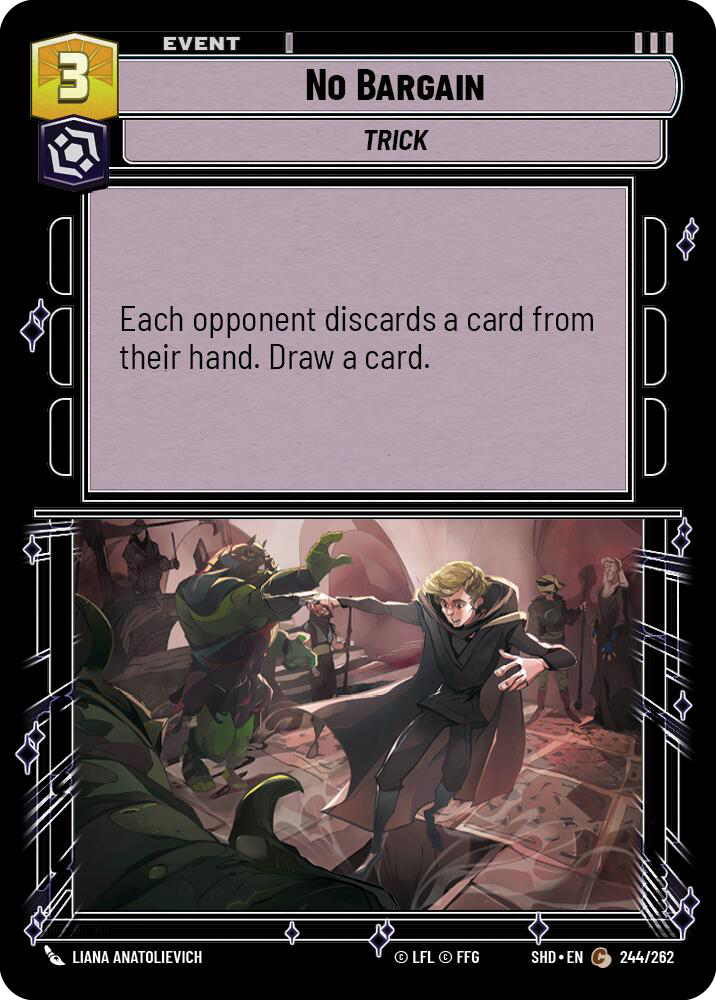 EVENT
3
No Bargain
TRICK
Each opponent discards a card from
their hand. Draw a card.
LIANA ANATOLIEVICH
© LFL © FFG
SHD • EN
C
244/262